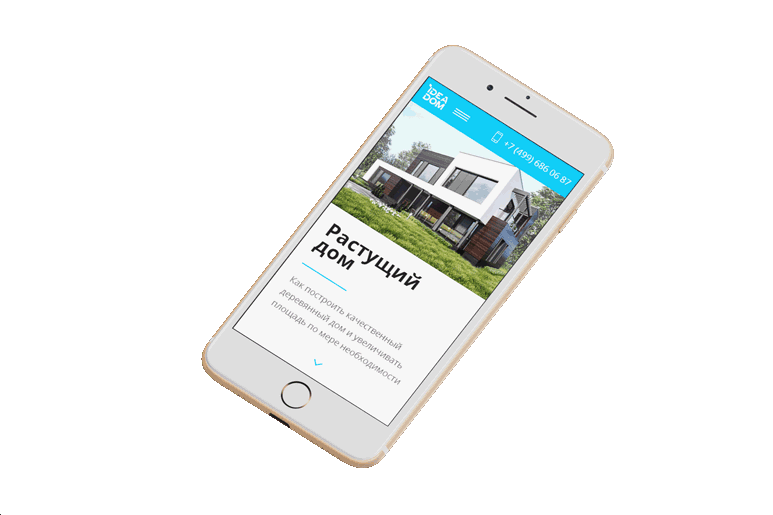 IDEA
DOM
+7 (499) 686 06 87
Растущий
дом
Как построить качественный
деревянный дом и увеличивать
площадь по мере необходимости